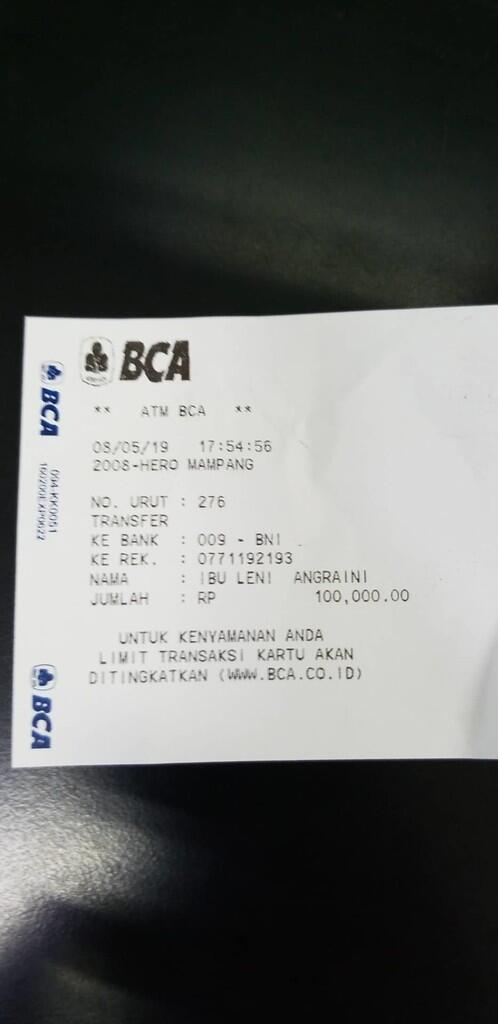 BCA
** ATM BCA **
08/05/19 17:54:56
2008-HERO MAMPANG
NO. URUT : 276
TRANSFER
KE BANK : 009 - BNI
KE REK. : 0771192193
NAMA : IBU LENI ANGRAINI
JUMLAH : RP 100,000.00
UNTUK KENYAMANAN ANDA
LIMIT TRANSAKSI KARTU AKAN
DITINGKATKAN (WWW.BCA.CO.ID)
BCA
BCA